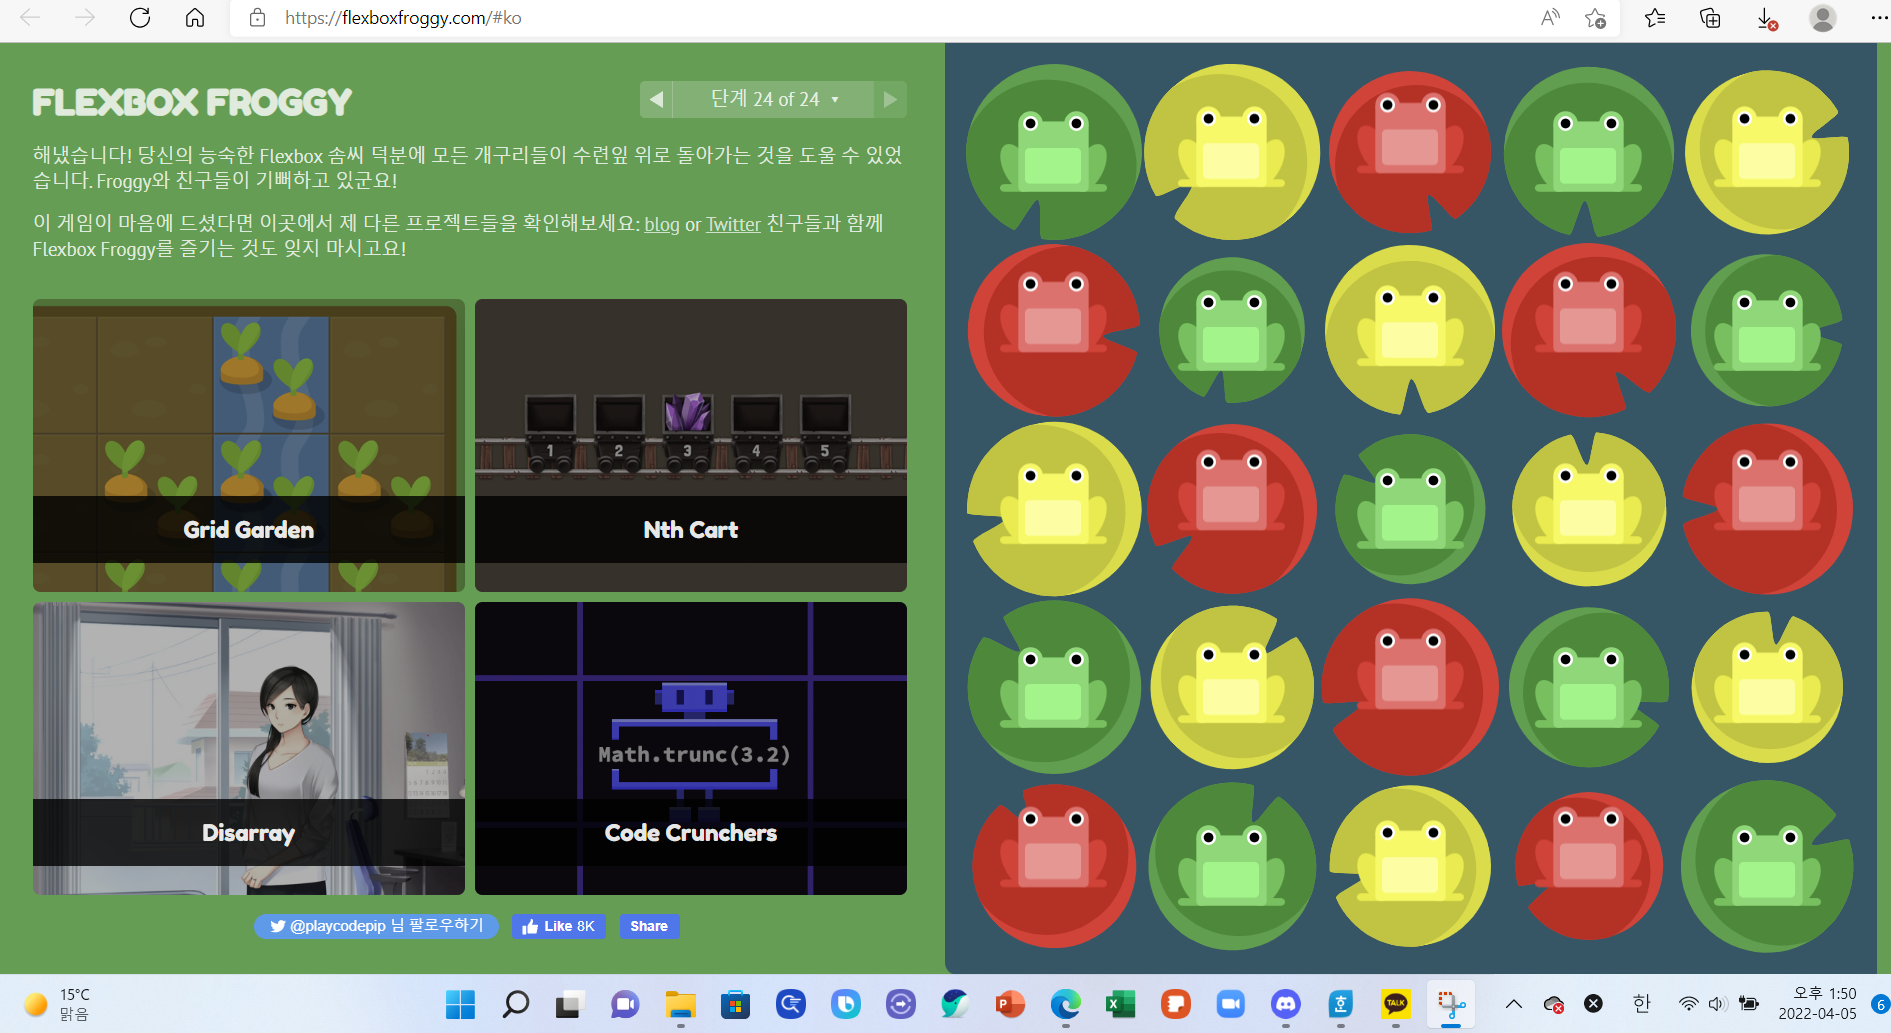 https://flexboxfroggy.com/#ko
FLEXBOX FROGGY
단계 24 of 24
해냈습니다! 당신의 능숙한 Flexbox 솜씨 덕분에 모든 개구리들이 수련잎 위로 돌아가는 것을 도울 수 있었
습니다. Froggy와 친구들이 기뻐하고 있군요!
이 게임이 마음에 드셨다면 이곳에서 제 다른 프로젝트들을 확인해보세요: blog or Twitter 친구들과 함께
Flexbox Froggy를 즐기는 것도 잊지 마시고요!
1 2 3 4 5
Grid Garden
Nth Cart
Math.trunc(3.2)
Disarray
Code Crunchers
@playcodepip 님 팔로우하기
Like 8K
Share
15°C
맑음
P
TALK
한
오후 1:50
2022-04-05
6